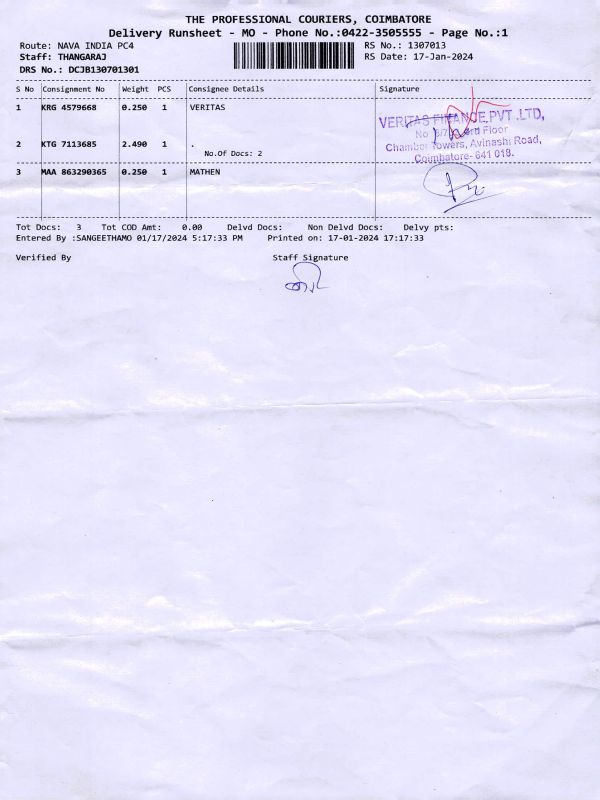 THE PROFESSIONAL COURIERS, COIMBATORE
Delivery Runsheet - MO - Phone No.:0422-3505555 - Page No.:1
Route: NAVA INDIA PC4
RS No.: 1307013
Staff: THANGARAJ
RS Date: 17-Jan-2024
DRS No.: DCJB130701301
S No Consignment No Weight PCS Consignee Details Signature
1 KRG 4579668 0.250 1 VERITAS
VERITAS FINANCE PVT .LTD,
No 3rd Floor
Chamber Towers, Avinashi Road,
Coimbatore- 641 018.
2 KTG 7113685 2.490 1 .
No.Of Docs: 2
3 MAA 863290365 0.250 1 MATHEN
Tot Docs: 3 Tot COD Amt: 0.00 Delvd Docs: Non Delvd Docs: Delvy pts:
Entered By :SANGEETHAMO 01/17/2024 5:17:33 PM Printed on: 17-01-2024 17:17:33
Verified By Staff Signature